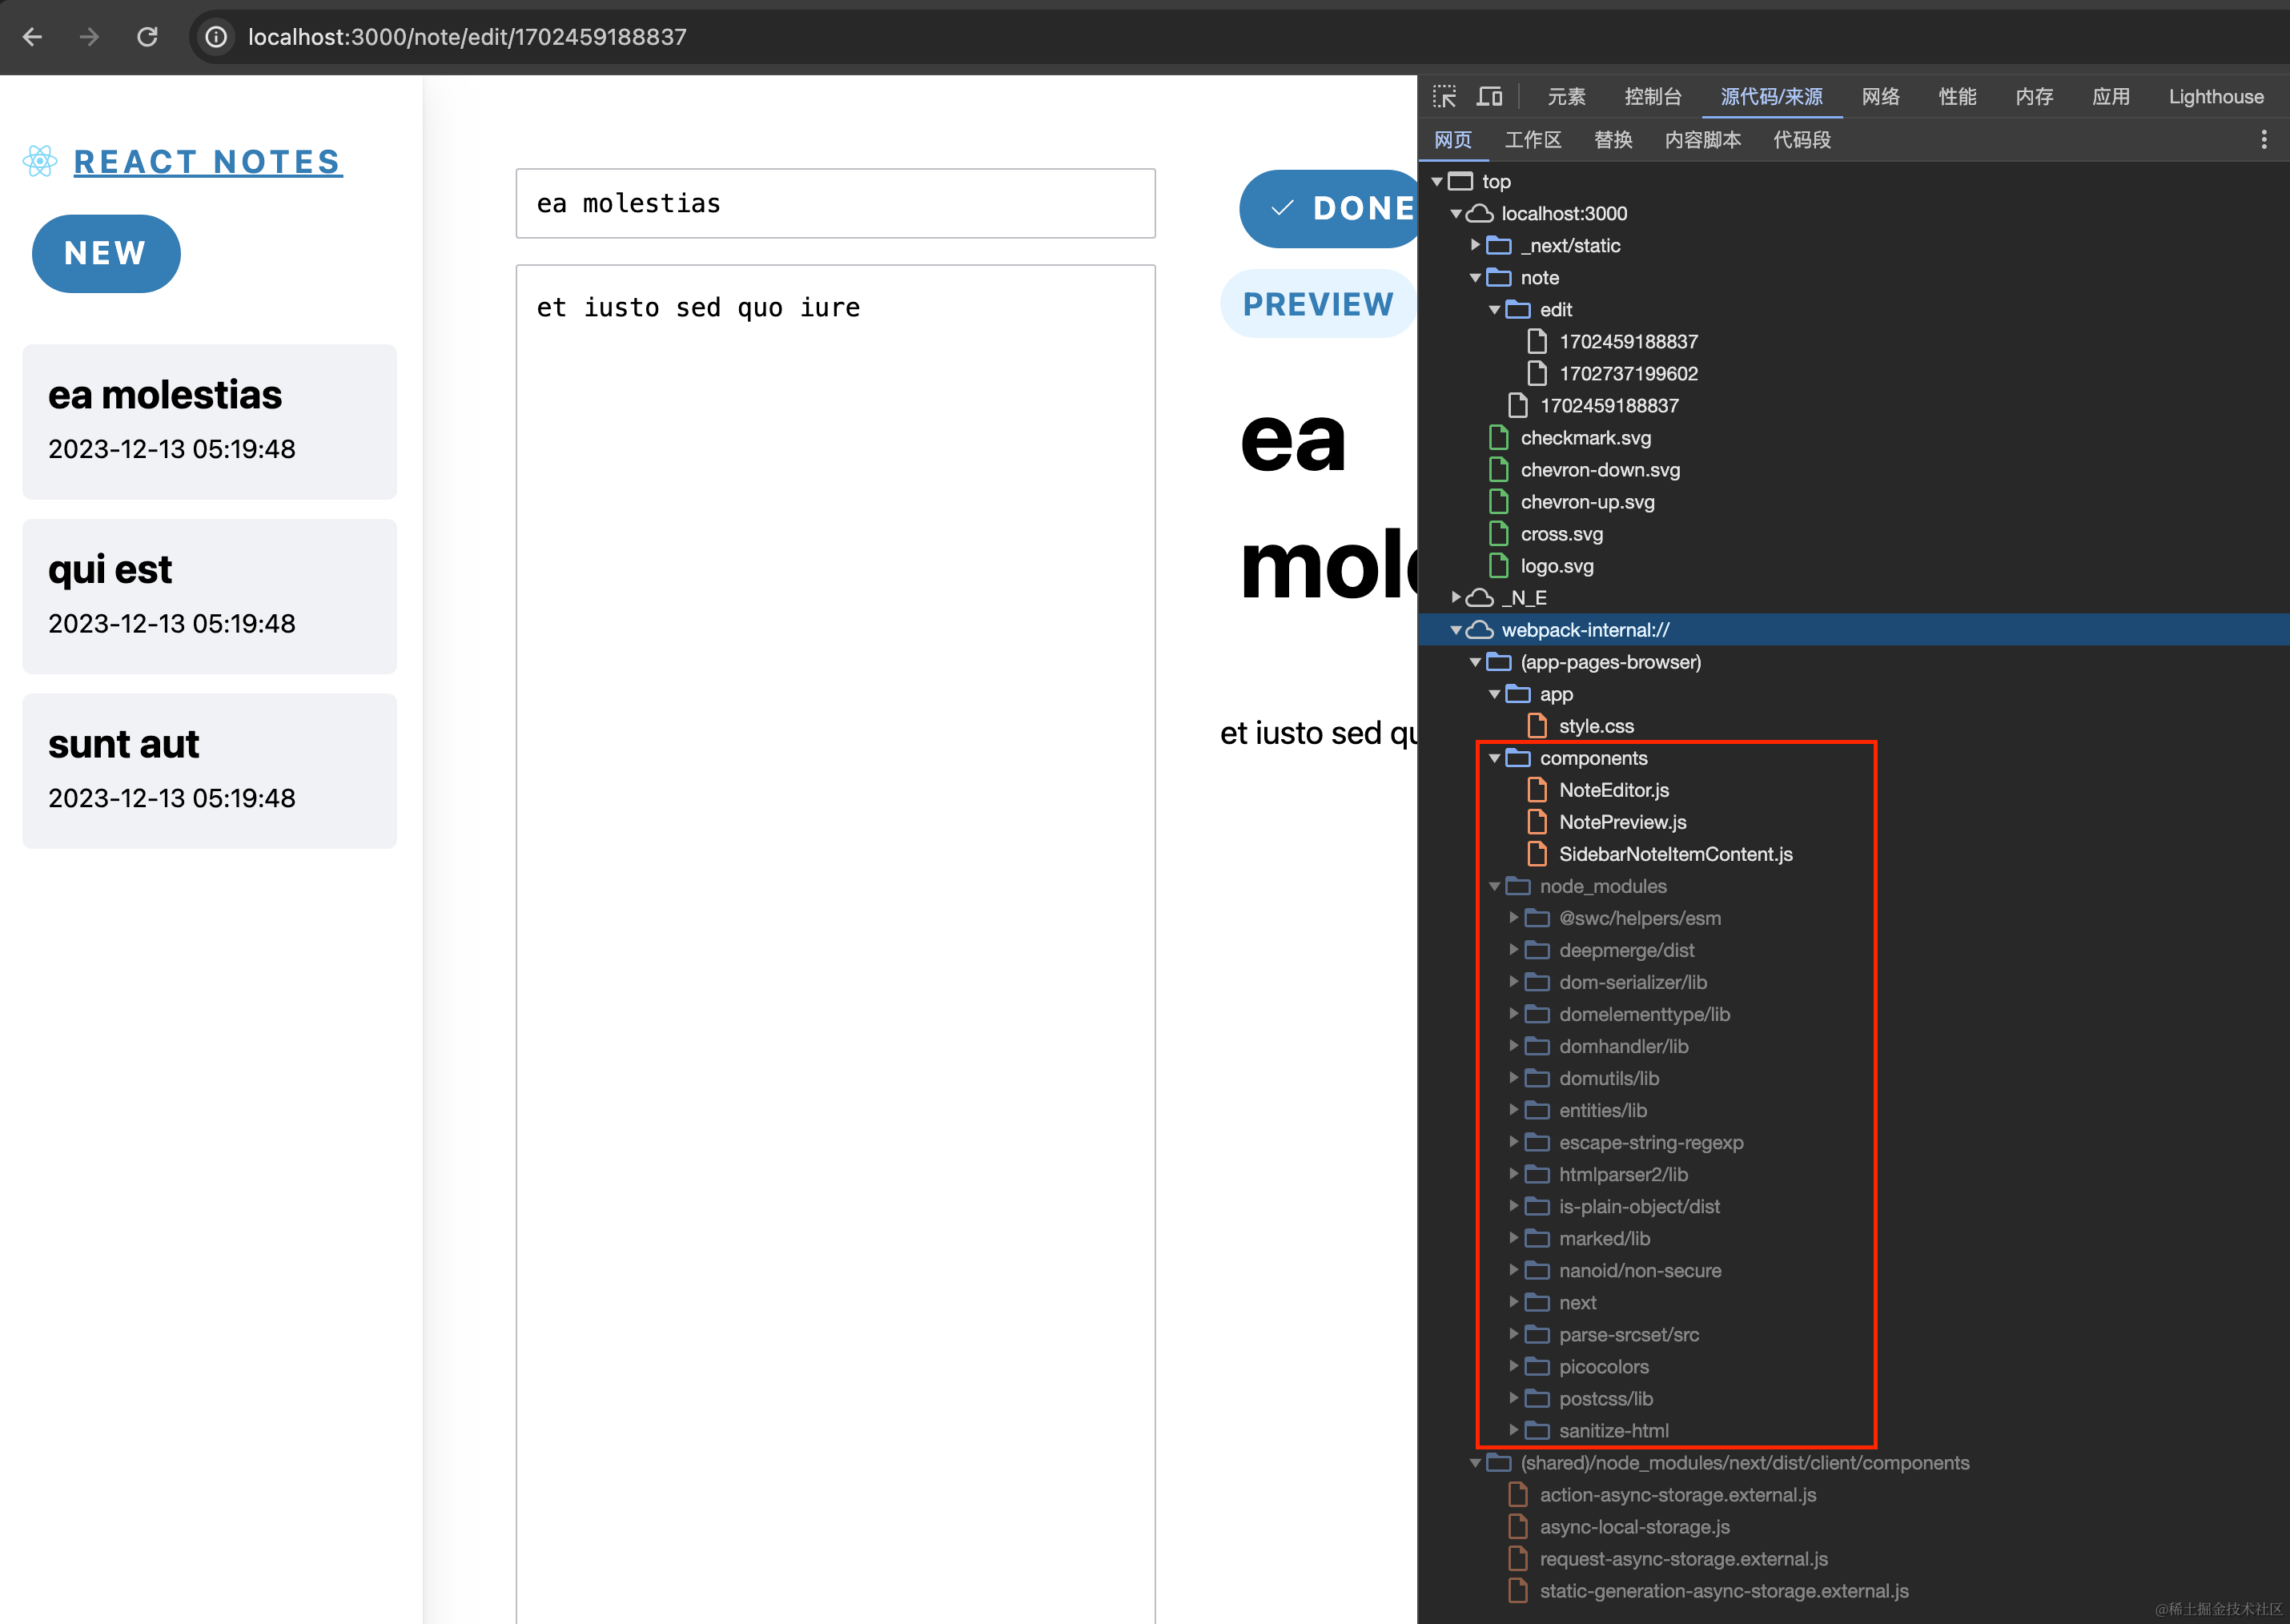 localhost:3000/note/edit/1702459188837
REACT NOTES
NEW
ea molestias
2023-12-13 05:19:48
qui est
2023-12-13 05:19:48
sunt aut
2023-12-13 05:19:48
ea molestias
et iusto sed quo iure
DONE
PREVIEW
ea
mole
et iusto sed qu
元素 控制台 源代码/来源 网络 性能 内存 应用 Lighthouse
网页 工作区 替换 内容脚本 代码段
top
localhost:3000
_next/static
note
edit
1702459188837
1702737199602
1702459188837
checkmark.svg
chevron-down.svg
chevron-up.svg
cross.svg
logo.svg
_N_E
webpack-internal://
(app-pages-browser)
app
style.css
components
NoteEditor.js
NotePreview.js
SidebarNoteItemContent.js
node_modules
@swc/helpers/esm
deepmerge/dist
dom-serializer/lib
domelementtype/lib
domhandler/lib
domutils/lib
entities/lib
escape-string-regexp
htmlparser2/lib
is-plain-object/dist
marked/lib
nanoid/non-secure
next
parse-srcset/src
picocolors
postcss/lib
sanitize-html
(shared)/node_modules/next/dist/client/components
action-async-storage.external.js
async-local-storage.js
request-async-storage.external.js
static-generation-async-storage.external.js
@稀土掘金技术社区